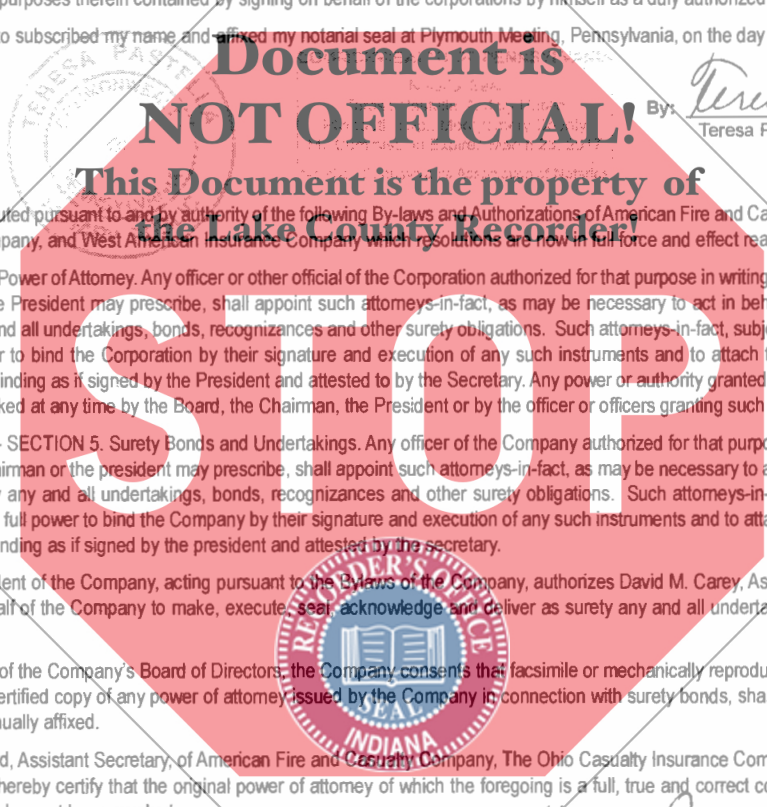 purposes therein contained by signing on behalf of the corporations by himself as a duly authorized
to subscribed my name and affixed my notarial seal at Plymouth Meeting, Pennsylvania, on the day
TERESA PASTE
Document is
NOT OFFICIAL!
By:
Teresa P
This Document is the property of
the Lake County Recorder!
uted pursuant to and by authority of the following By-laws and Authorizations of American Fire and Ca
pany, and West American Insurance Company which resolutions are now in full force and effect rea
Power of Attorney. Any officer or other official of the Corporation authorized for that purpose in writing
e President may prescribe, shall appoint such attorneys-in-fact, as may be necessary to act in beh
nd all undertakings, bonds, recognizances and other surety obligations. Such attorneys-in-fact, subj
r to bind the Corporation by their signature and execution of any such instruments and to attach t
inding as if signed by the President and attested to by the Secretary. Any power or authority granted
ked at any time by the Board, the Chairman, the President or by the officer or officers granting such
STOP
- SECTION 5. Surety Bonds and Undertakings. Any officer of the Company authorized for that purpo
airman or the president may prescribe, shall appoint such attorneys-in-fact, as may be necessary to a
y any and all undertakings, bonds, recognizances and other surety obligations. Such attorneys-in-
full power to bind the Company by their signature and execution of any such instruments and to atta
nding as if signed by the president and attested by the secretary.
dent of the Company, acting pursuant to the Bylaws of the Company, authorizes David M. Carey, As
alf of the Company to make, execute, seal, acknowledge and deliver as surety any and all underta
RECORDER'S OFFICE
SEAL
INDIANA
of the Company's Board of Directors, the Company consents that facsimile or mechanically reprodu
ertified copy of any power of attorney issued by the Company in connection with surety bonds, sha
nually affixed.
d, Assistant Secretary, of American Fire and Casualty Company, The Ohio Casualty Insurance Com
hereby certify that the original power of attorney of which the foregoing is a full, true and correct co